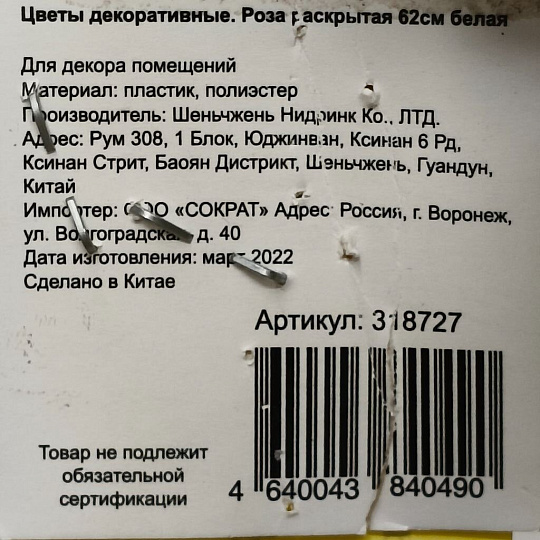 Цветы декоративные. Роза раскрытая 62см белая
Для декора помещений
Материал: пластик, полиэстер
Производитель: Шеньчжень Нидринк Ко., ЛТД.
Адрес: Рум 308, 1 Блок, Юджинван, Ксинан 6 Рд,
Ксинан Стрит, Баоян Дистрикт, Шеньчжень, Гуандун,
Китай
Импортер: ООО «СОКРАТ» Адрес: Россия, г. Воронеж,
ул. Волгоградская д. 40
Дата изготовления: март 2022
Сделано в Китае
Артикул: 318727
Товар не подлежит
обязательной
сертификации
4 640043 840490